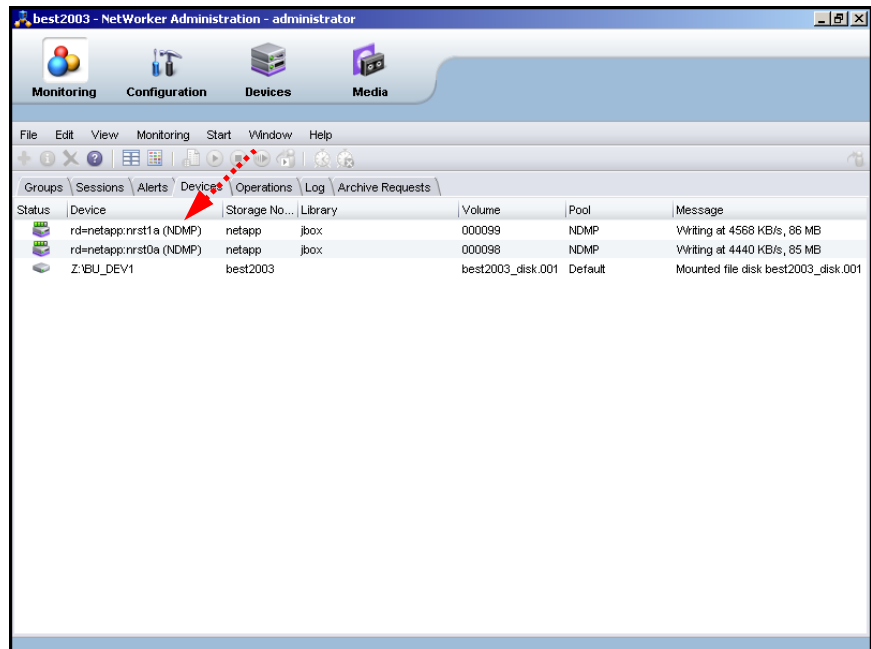 best2003 - NetWorker Administration - administrator
Monitoring Configuration Devices Media
File Edit View Monitoring Start Window Help
Groups Sessions Alerts Devices Operations Log Archive Requests
Status Device Storage No... Library Volume Pool Message
rd=netapp:nrst1a (NDMP) netapp jbox 000099 NDMP Writing at 4568 KB/s, 86 MB
rd=netapp:nrst0a (NDMP) netapp jbox 000098 NDMP Writing at 4440 KB/s, 85 MB
Z:\BU_DEV1 best2003 best2003_disk.001 Default Mounted file disk best2003_disk.001